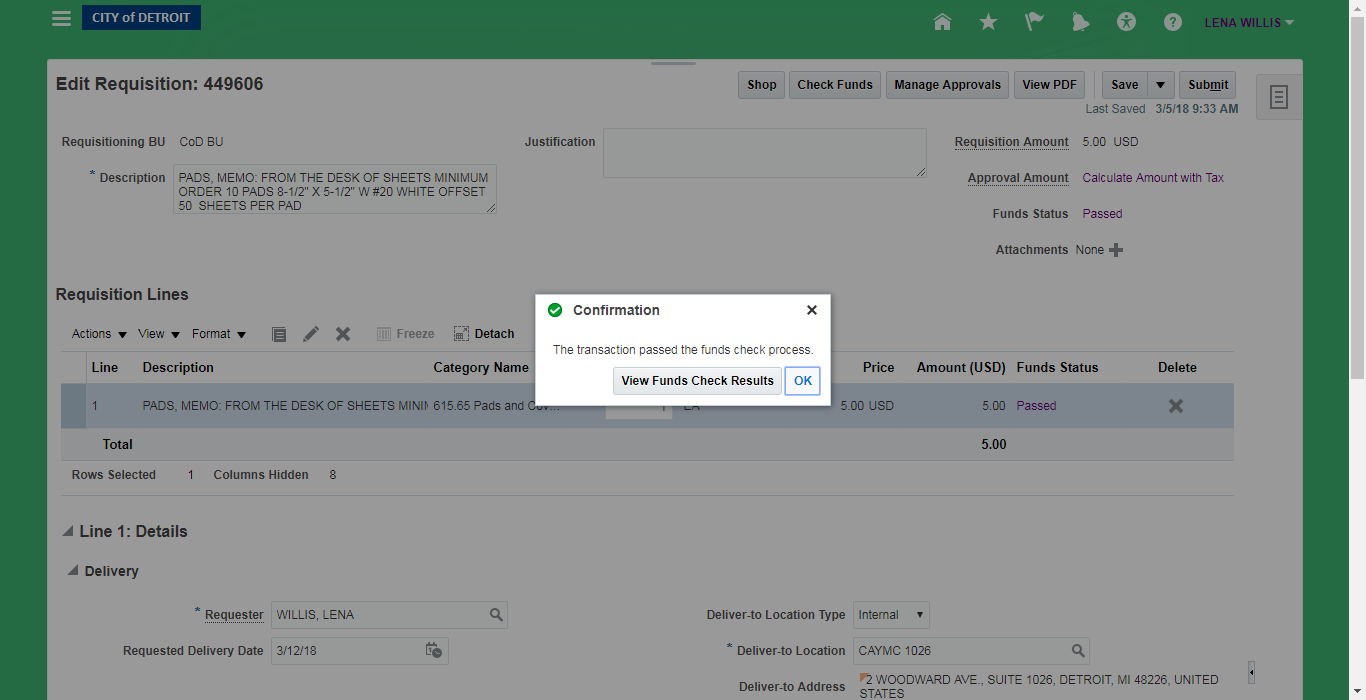 CITY of DETROIT
LENA WILLIS
Edit Requisition: 449606
Shop
Check Funds
Manage Approvals
View PDF
Save
Submit
Last Saved 3/5/18 9:33 AM
Requisitioning BU CoD BU
Justification
Requisition Amount 5.00 USD
* Description
PADS, MEMO: FROM THE DESK OF SHEETS MINIMUM
ORDER 10 PADS 8-1/2" X 5-1/2" W #20 WHITE OFFSET
50 SHEETS PER PAD
Approval Amount Calculate Amount with Tax
Funds Status Passed
Attachments None
Requisition Lines
Confirmation
The transaction passed the funds check process.
View Funds Check Results
OK
Actions View Format Freeze Detach
Line Description Category Name Price Amount (USD) Funds Status Delete
1 PADS, MEMO: FROM THE DESK OF SHEETS MINI 615.65 Pads and Cov... 1 EA 5.00 USD 5.00 Passed
Total 5.00
Rows Selected 1 Columns Hidden 8
Line 1: Details
Delivery
* Requester WILLIS, LENA
Deliver-to Location Type Internal
Requested Delivery Date 3/12/18
* Deliver-to Location CAYMC 1026
Deliver-to Address 2 WOODWARD AVE., SUITE 1026, DETROIT, MI 48226, UNITED
STATES